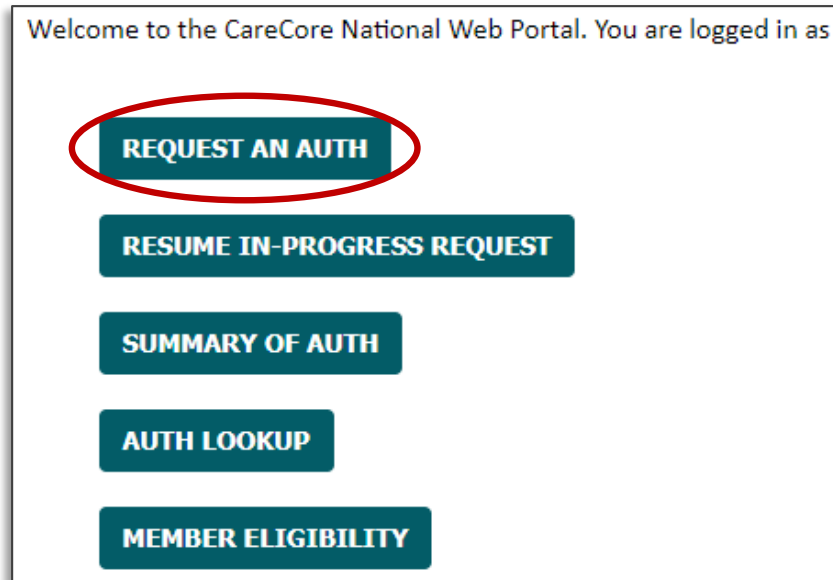 Welcome to the CareCore National Web Portal. You are logged in as
REQUEST AN AUTH
RESUME IN-PROGRESS REQUEST
SUMMARY OF AUTH
AUTH LOOKUP
MEMBER ELIGIBILITY